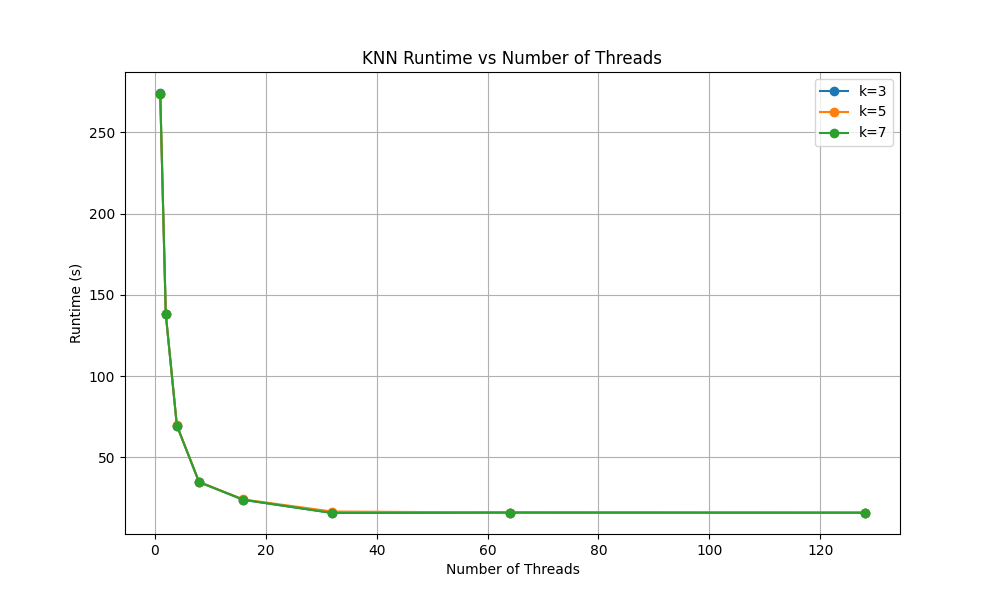 KNN Runtime vs Number of Threads
k=3
k=5
k=7
250
200
150
100
50
Runtime (s)
0 20 40 60 80 100 120
Number of Threads